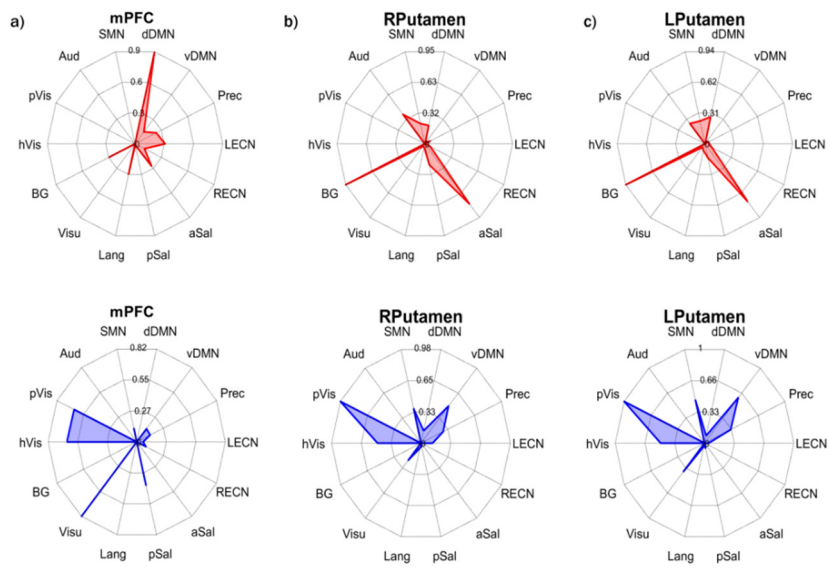 a) mPFC
SMN dDMN
Aud 0.9 vDMN
pVis 0.6 Prec
0.3
hVis LECN
BG RECN
Visu aSal
Lang pSal
b) RPutamen
SMN dDMN
Aud 0.95 vDMN
pVis 0.63 Prec
0.32
hVis LECN
BG RECN
Visu aSal
Lang pSal
c) LPutamen
SMN dDMN
Aud 0.94 vDMN
pVis 0.62 Prec
0.31
hVis LECN
BG RECN
Visu aSal
Lang pSal
mPFC
SMN dDMN
Aud 0.82 vDMN
pVis 0.55 Prec
0.27
hVis LECN
BG RECN
Visu aSal
Lang pSal
RPutamen
SMN dDMN
Aud 0.98 vDMN
pVis 0.65 Prec
0.33
hVis LECN
BG RECN
Visu aSal
Lang pSal
LPutamen
SMN dDMN
Aud 1 vDMN
pVis 0.66 Prec
0.33
hVis LECN
BG RECN
Visu aSal
Lang pSal